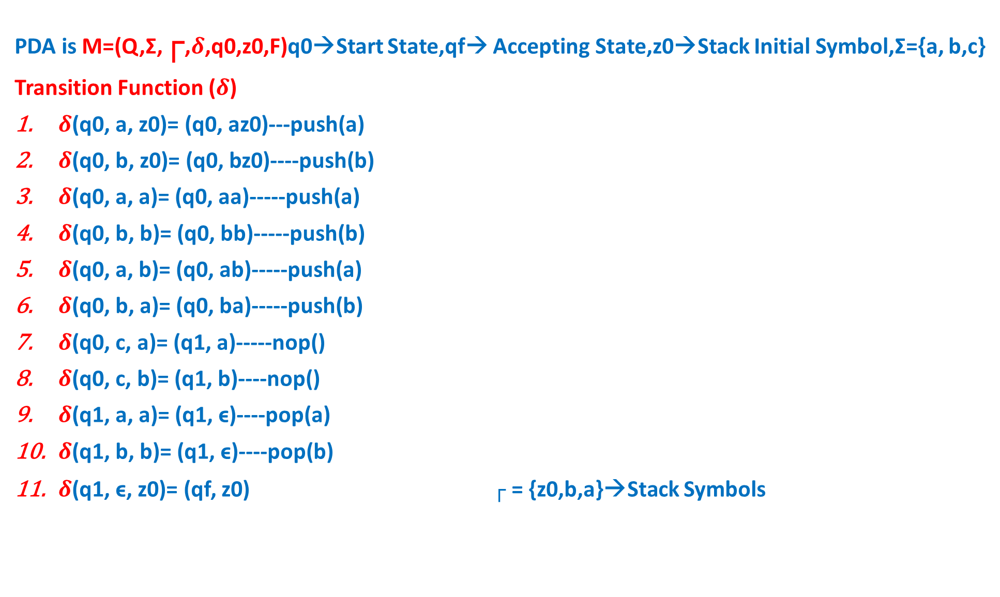 PDA is M=(Q,Σ, Γ,𝜹,q0,z0,F)q0→Start State,qf→ Accepting State,z0→Stack Initial Symbol,Σ={a, b,c}
Transition Function (𝜹)
1. 𝜹(q0, a, z0)= (q0, az0)---push(a)
2. 𝜹(q0, b, z0)= (q0, bz0)----push(b)
3. 𝜹(q0, a, a)= (q0, aa)-----push(a)
4. 𝜹(q0, b, b)= (q0, bb)-----push(b)
5. 𝜹(q0, a, b)= (q0, ab)-----push(a)
6. 𝜹(q0, b, a)= (q0, ba)-----push(b)
7. 𝜹(q0, c, a)= (q1, a)-----nop()
8. 𝜹(q0, c, b)= (q1, b)----nop()
9. 𝜹(q1, a, a)= (q1, ϵ)----pop(a)
10. 𝜹(q1, b, b)= (q1, ϵ)----pop(b)
11. 𝜹(q1, ϵ, z0)= (qf, z0) Γ = {z0,b,a}→Stack Symbols